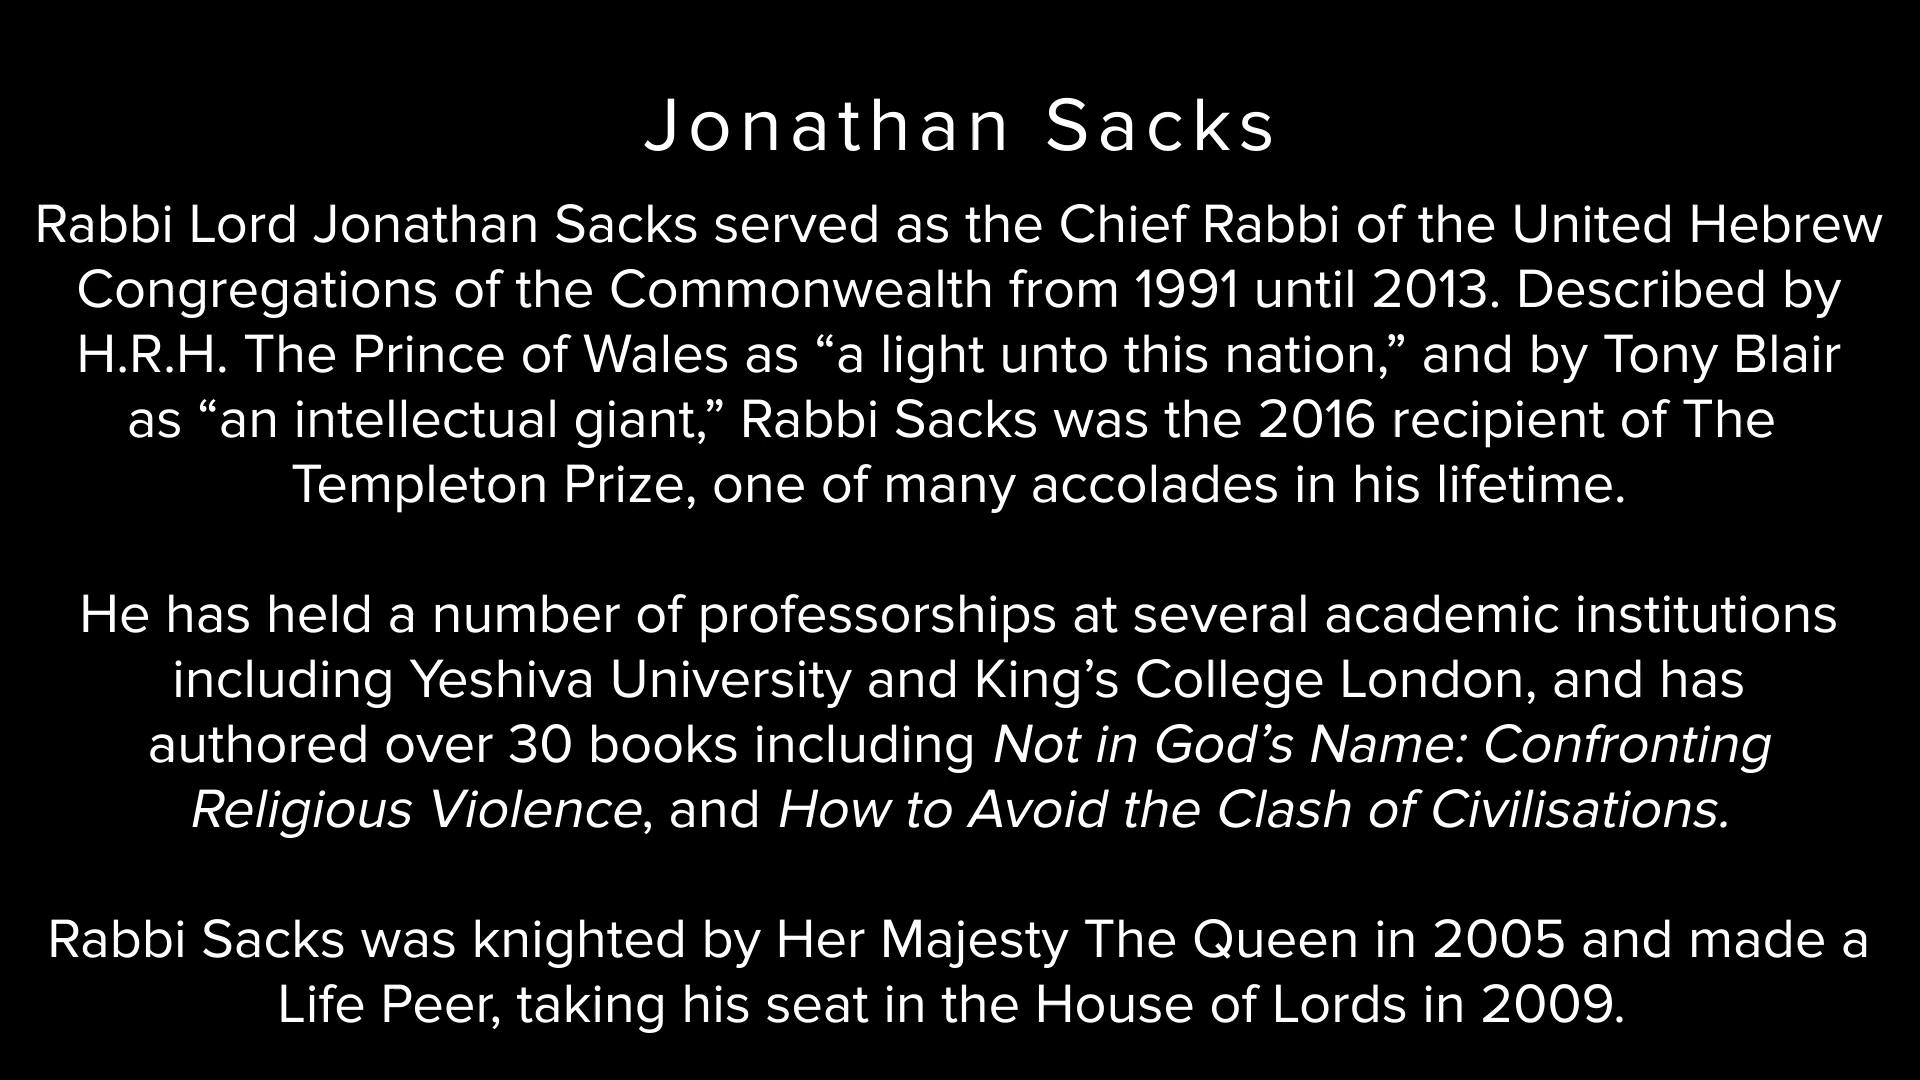 Jonathan Sacks
Rabbi Lord Jonathan Sacks served as the Chief Rabbi of the United Hebrew
Congregations of the Commonwealth from 1991 until 2013. Described by
H.R.H. The Prince of Wales as “a light unto this nation,” and by Tony Blair
as “an intellectual giant,” Rabbi Sacks was the 2016 recipient of The
Templeton Prize, one of many accolades in his lifetime.
He has held a number of professorships at several academic institutions
including Yeshiva University and King’s College London, and has
authored over 30 books including Not in God’s Name: Confronting
Religious Violence, and How to Avoid the Clash of Civilisations.
Rabbi Sacks was knighted by Her Majesty The Queen in 2005 and made a
Life Peer, taking his seat in the House of Lords in 2009.